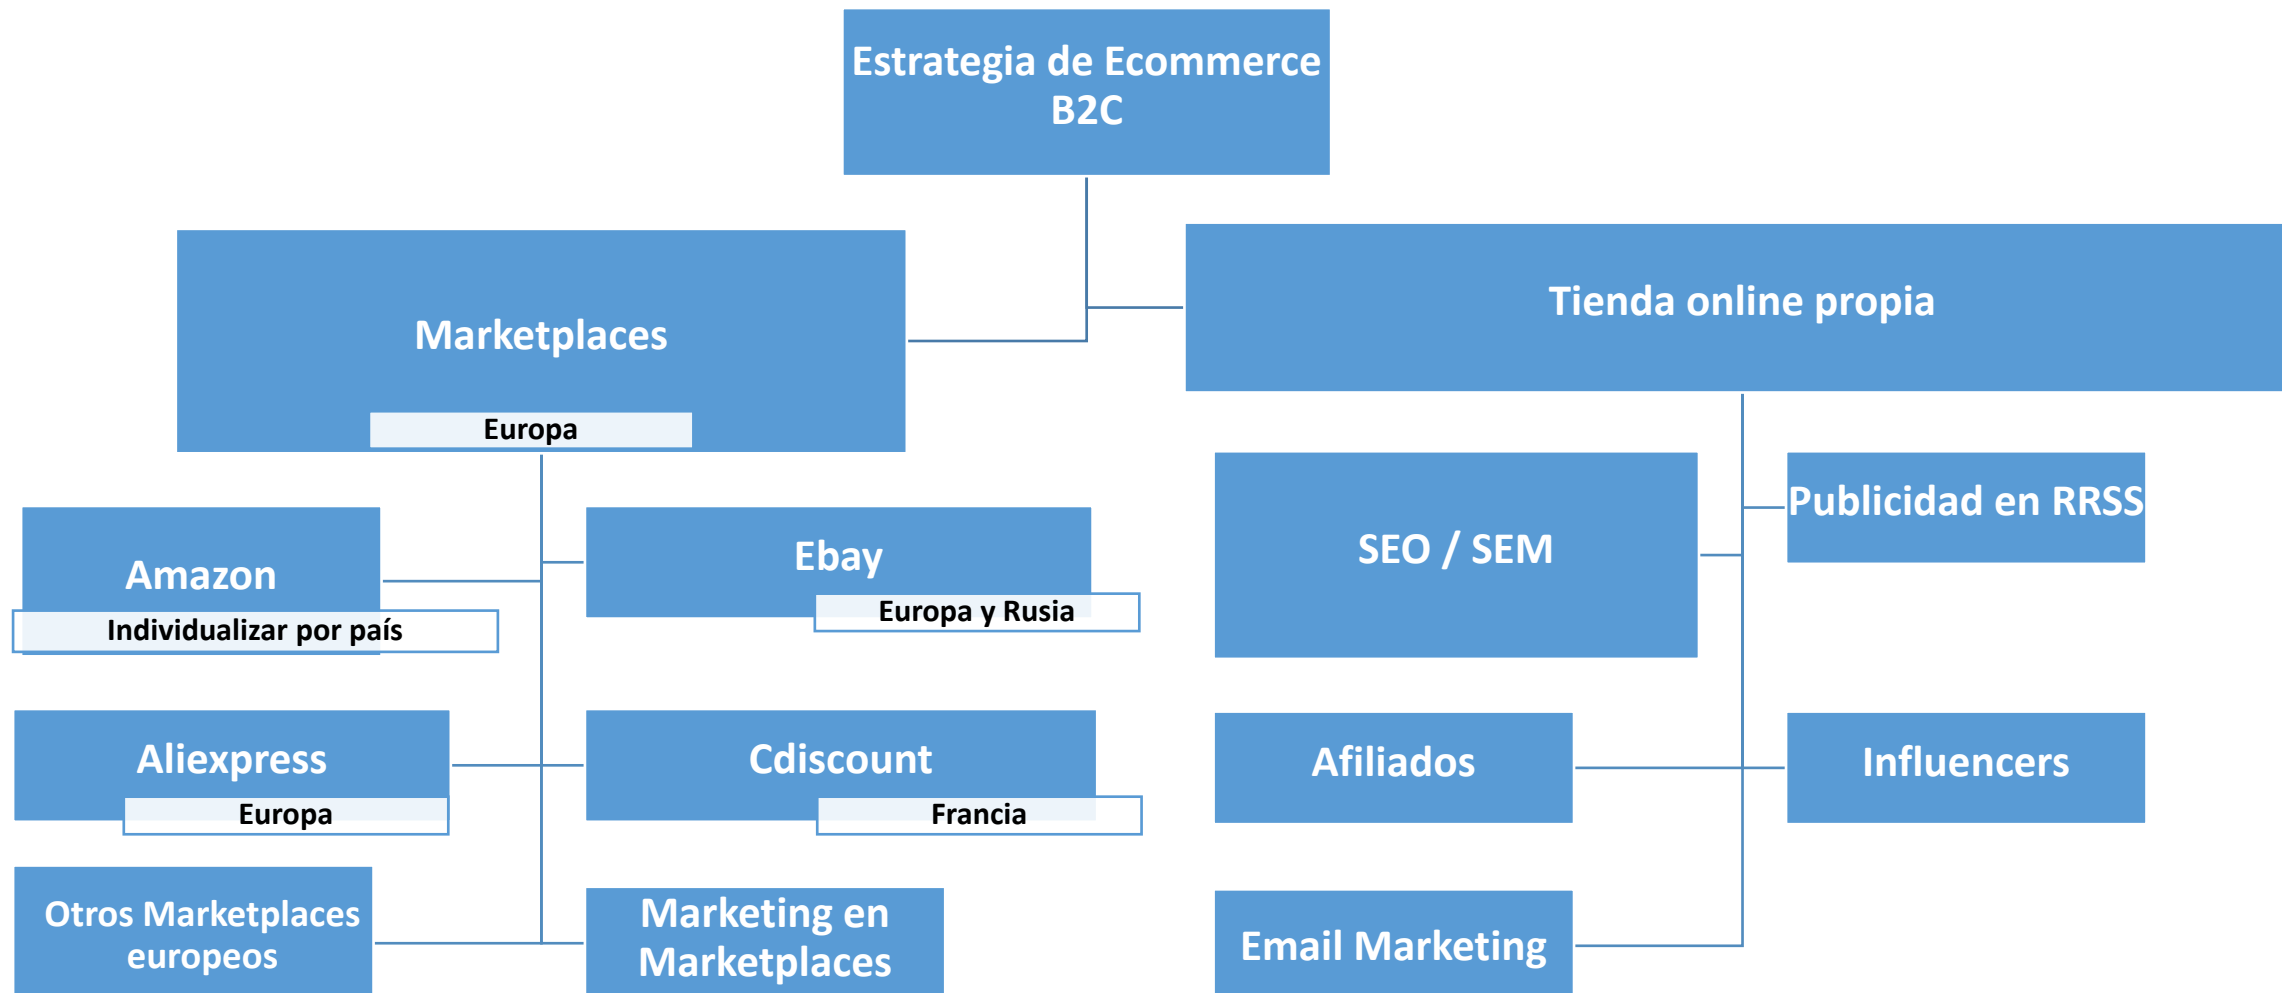 Estrategia de Ecommerce
B2C
Marketplaces
Europa
Tienda online propia
Amazon
Individualizar por país
Ebay
Europa y Rusia
Aliexpress
Europa
Cdiscount
Francia
Otros Marketplaces
europeos
Marketing en
Marketplaces
SEO / SEM
Publicidad en RRSS
Afiliados
Influencers
Email Marketing